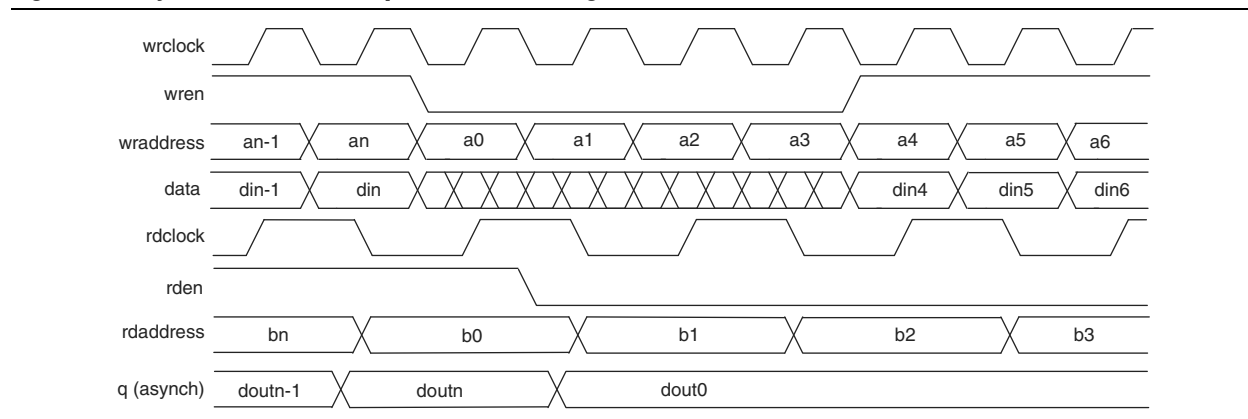 wrclock
wren
wraddress an-1 an a0 a1 a2 a3 a4 a5 a6
data din-1 din din4 din5 din6
rdclock
rden
rdaddress bn b0 b1 b2 b3
q (asynch) doutn-1 doutn dout0